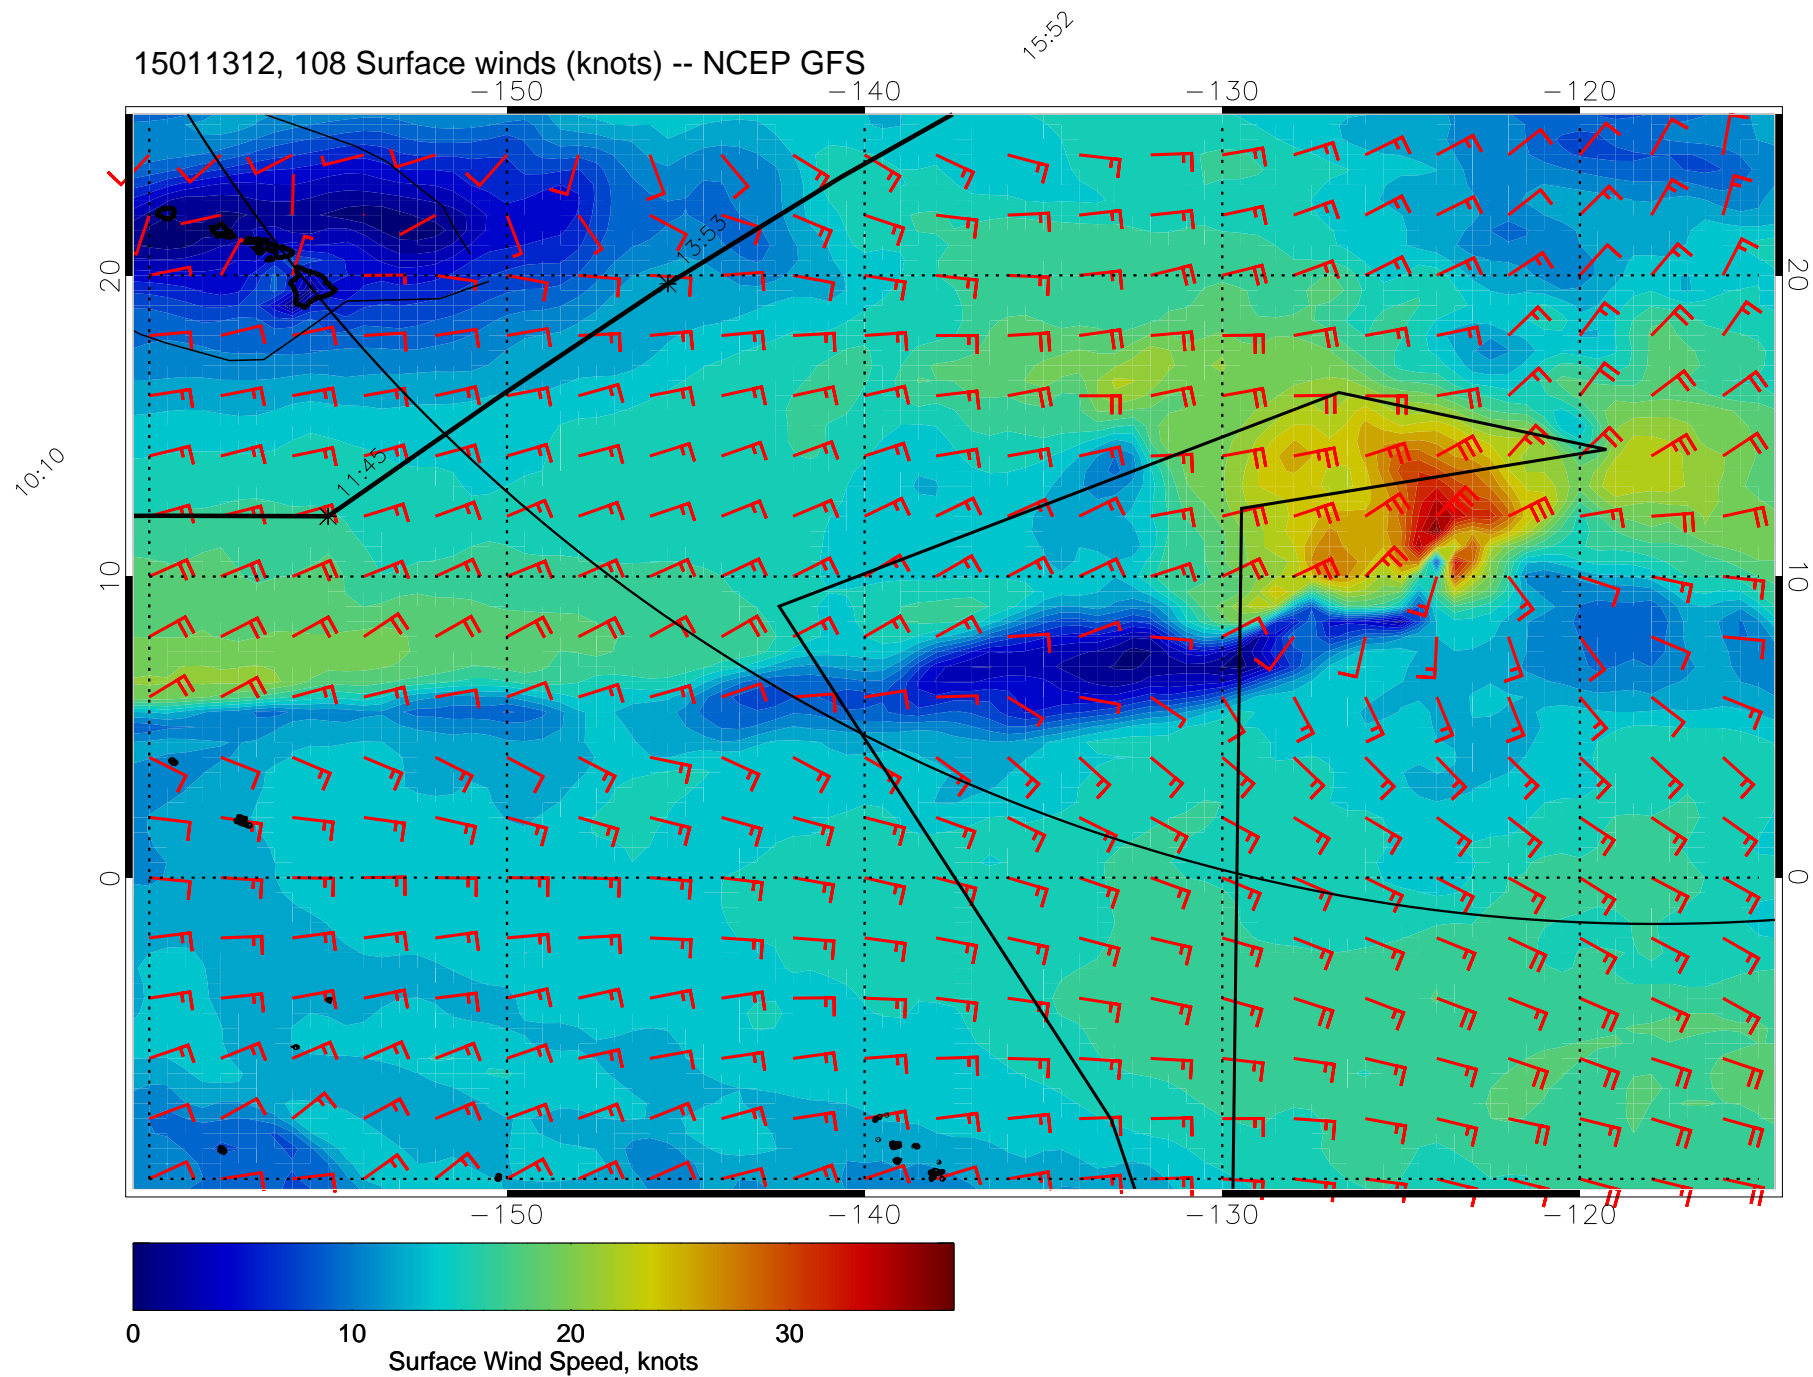 15:52
15011312, 108 Surface winds (knots) -- NCEP GFS
-150 -140 -130 -120
13:53
20 20
11:45
10:10
10 10
0 0
-150 -140 -130 -120
0 10 20 30
Surface Wind Speed, knots